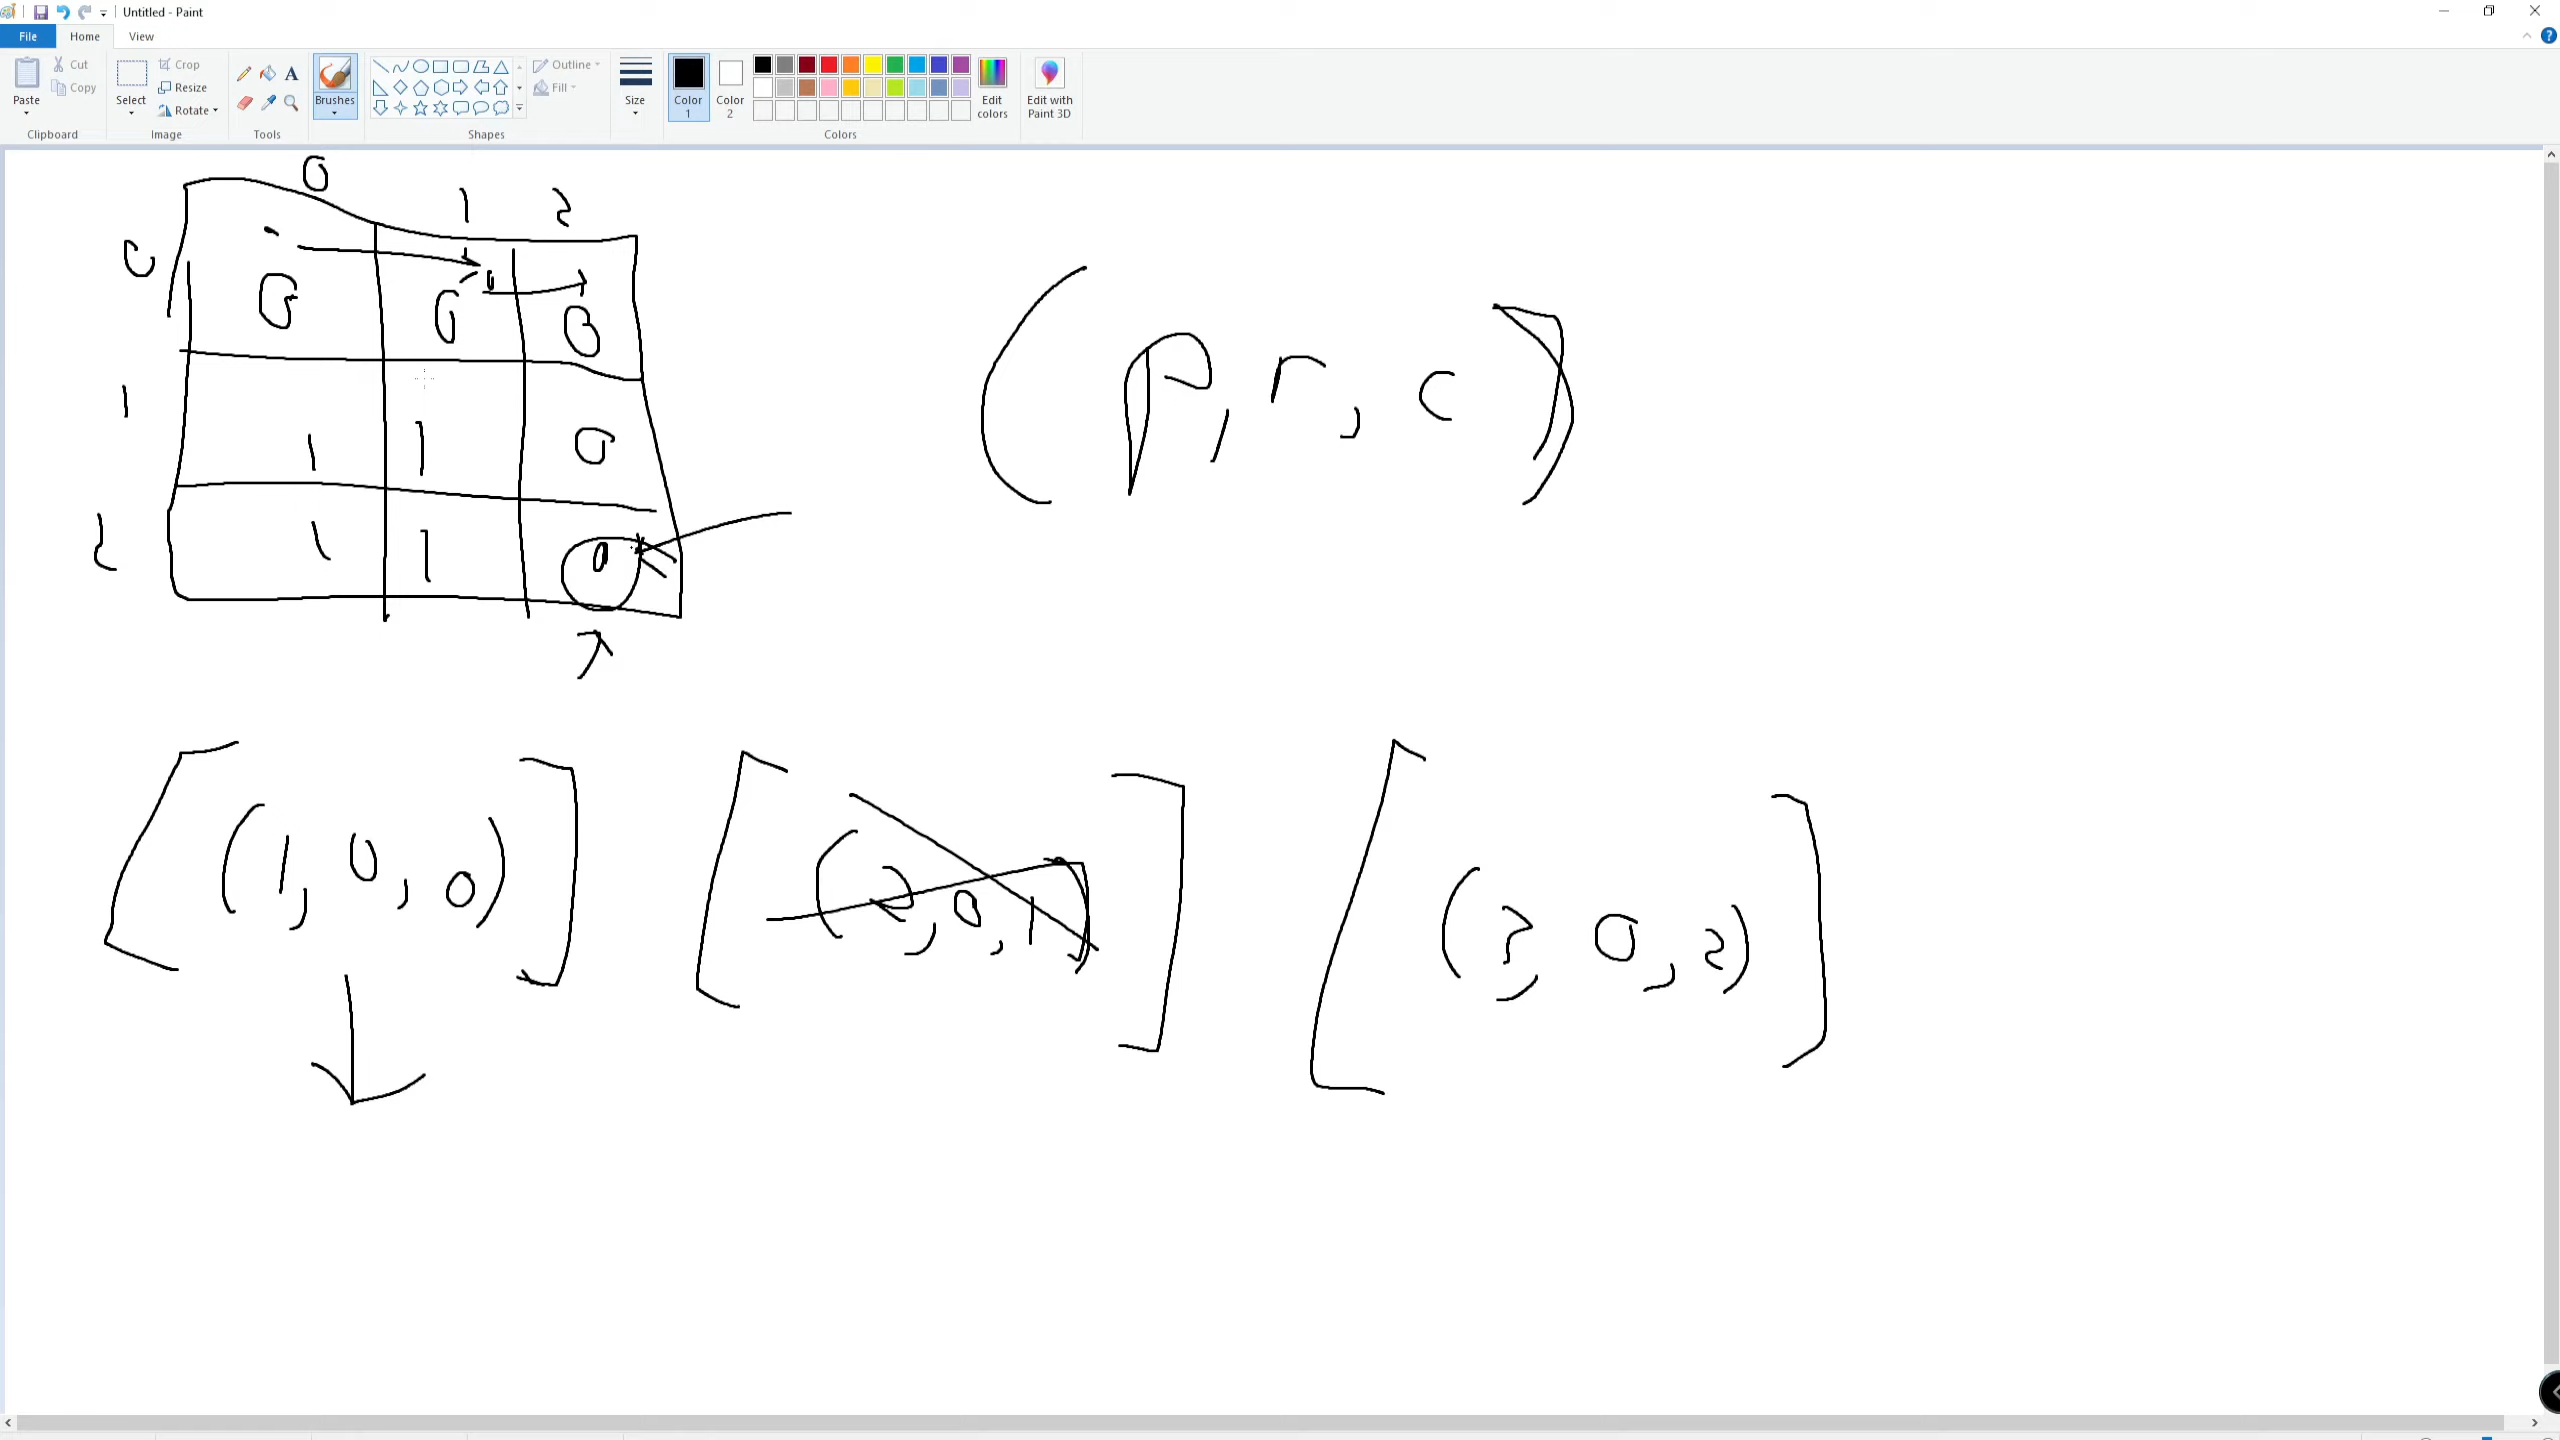 Untitled - Paint
File Home View
Paste Cut Copy Select Crop Resize Rotate Brushes Outline Fill Size Color 1 Color 2 Edit colors Edit with Paint 3D
Clipboard Image Tools Shapes Colors
0 1 2
0 0 0 0
1 1 1 0
2 1 1 0
(p, r, c)
[(1, 0, 0)] [(2, 0, 1)] [(3, 0, 2)]